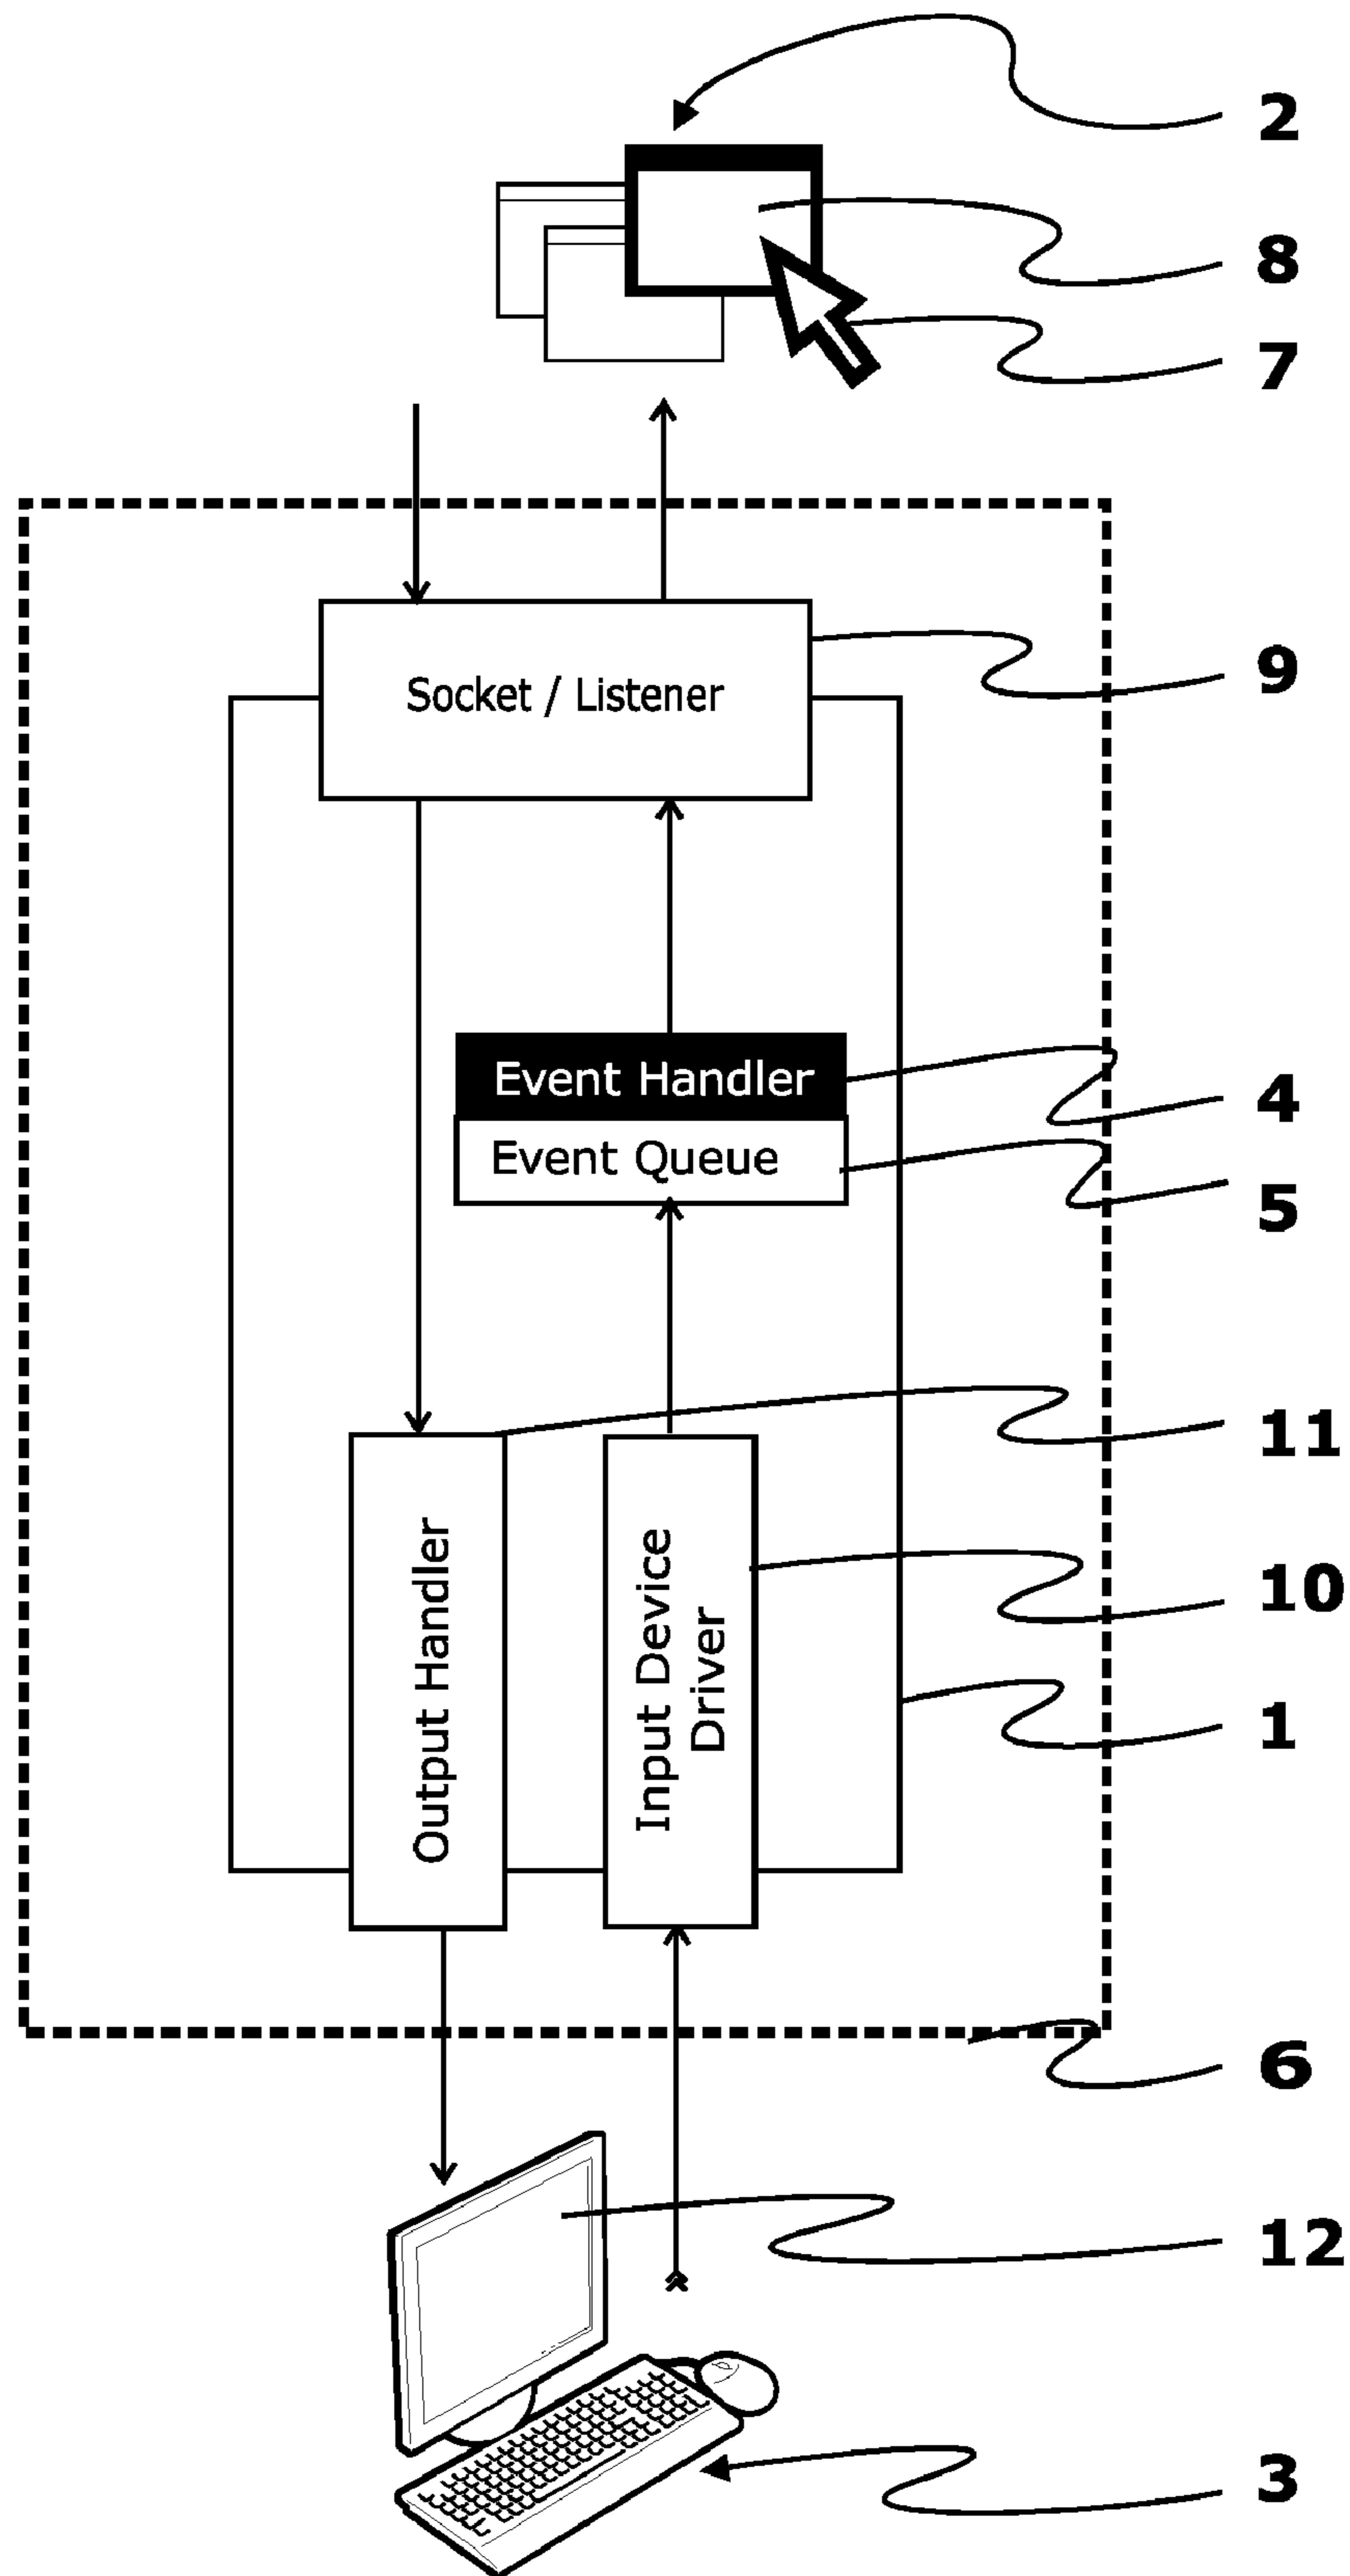 2
8
7
Socket / Listener
9
Event Handler
4
Event Queue
5
11
Output Handler
Input Device
Driver
10
1
6
12
3